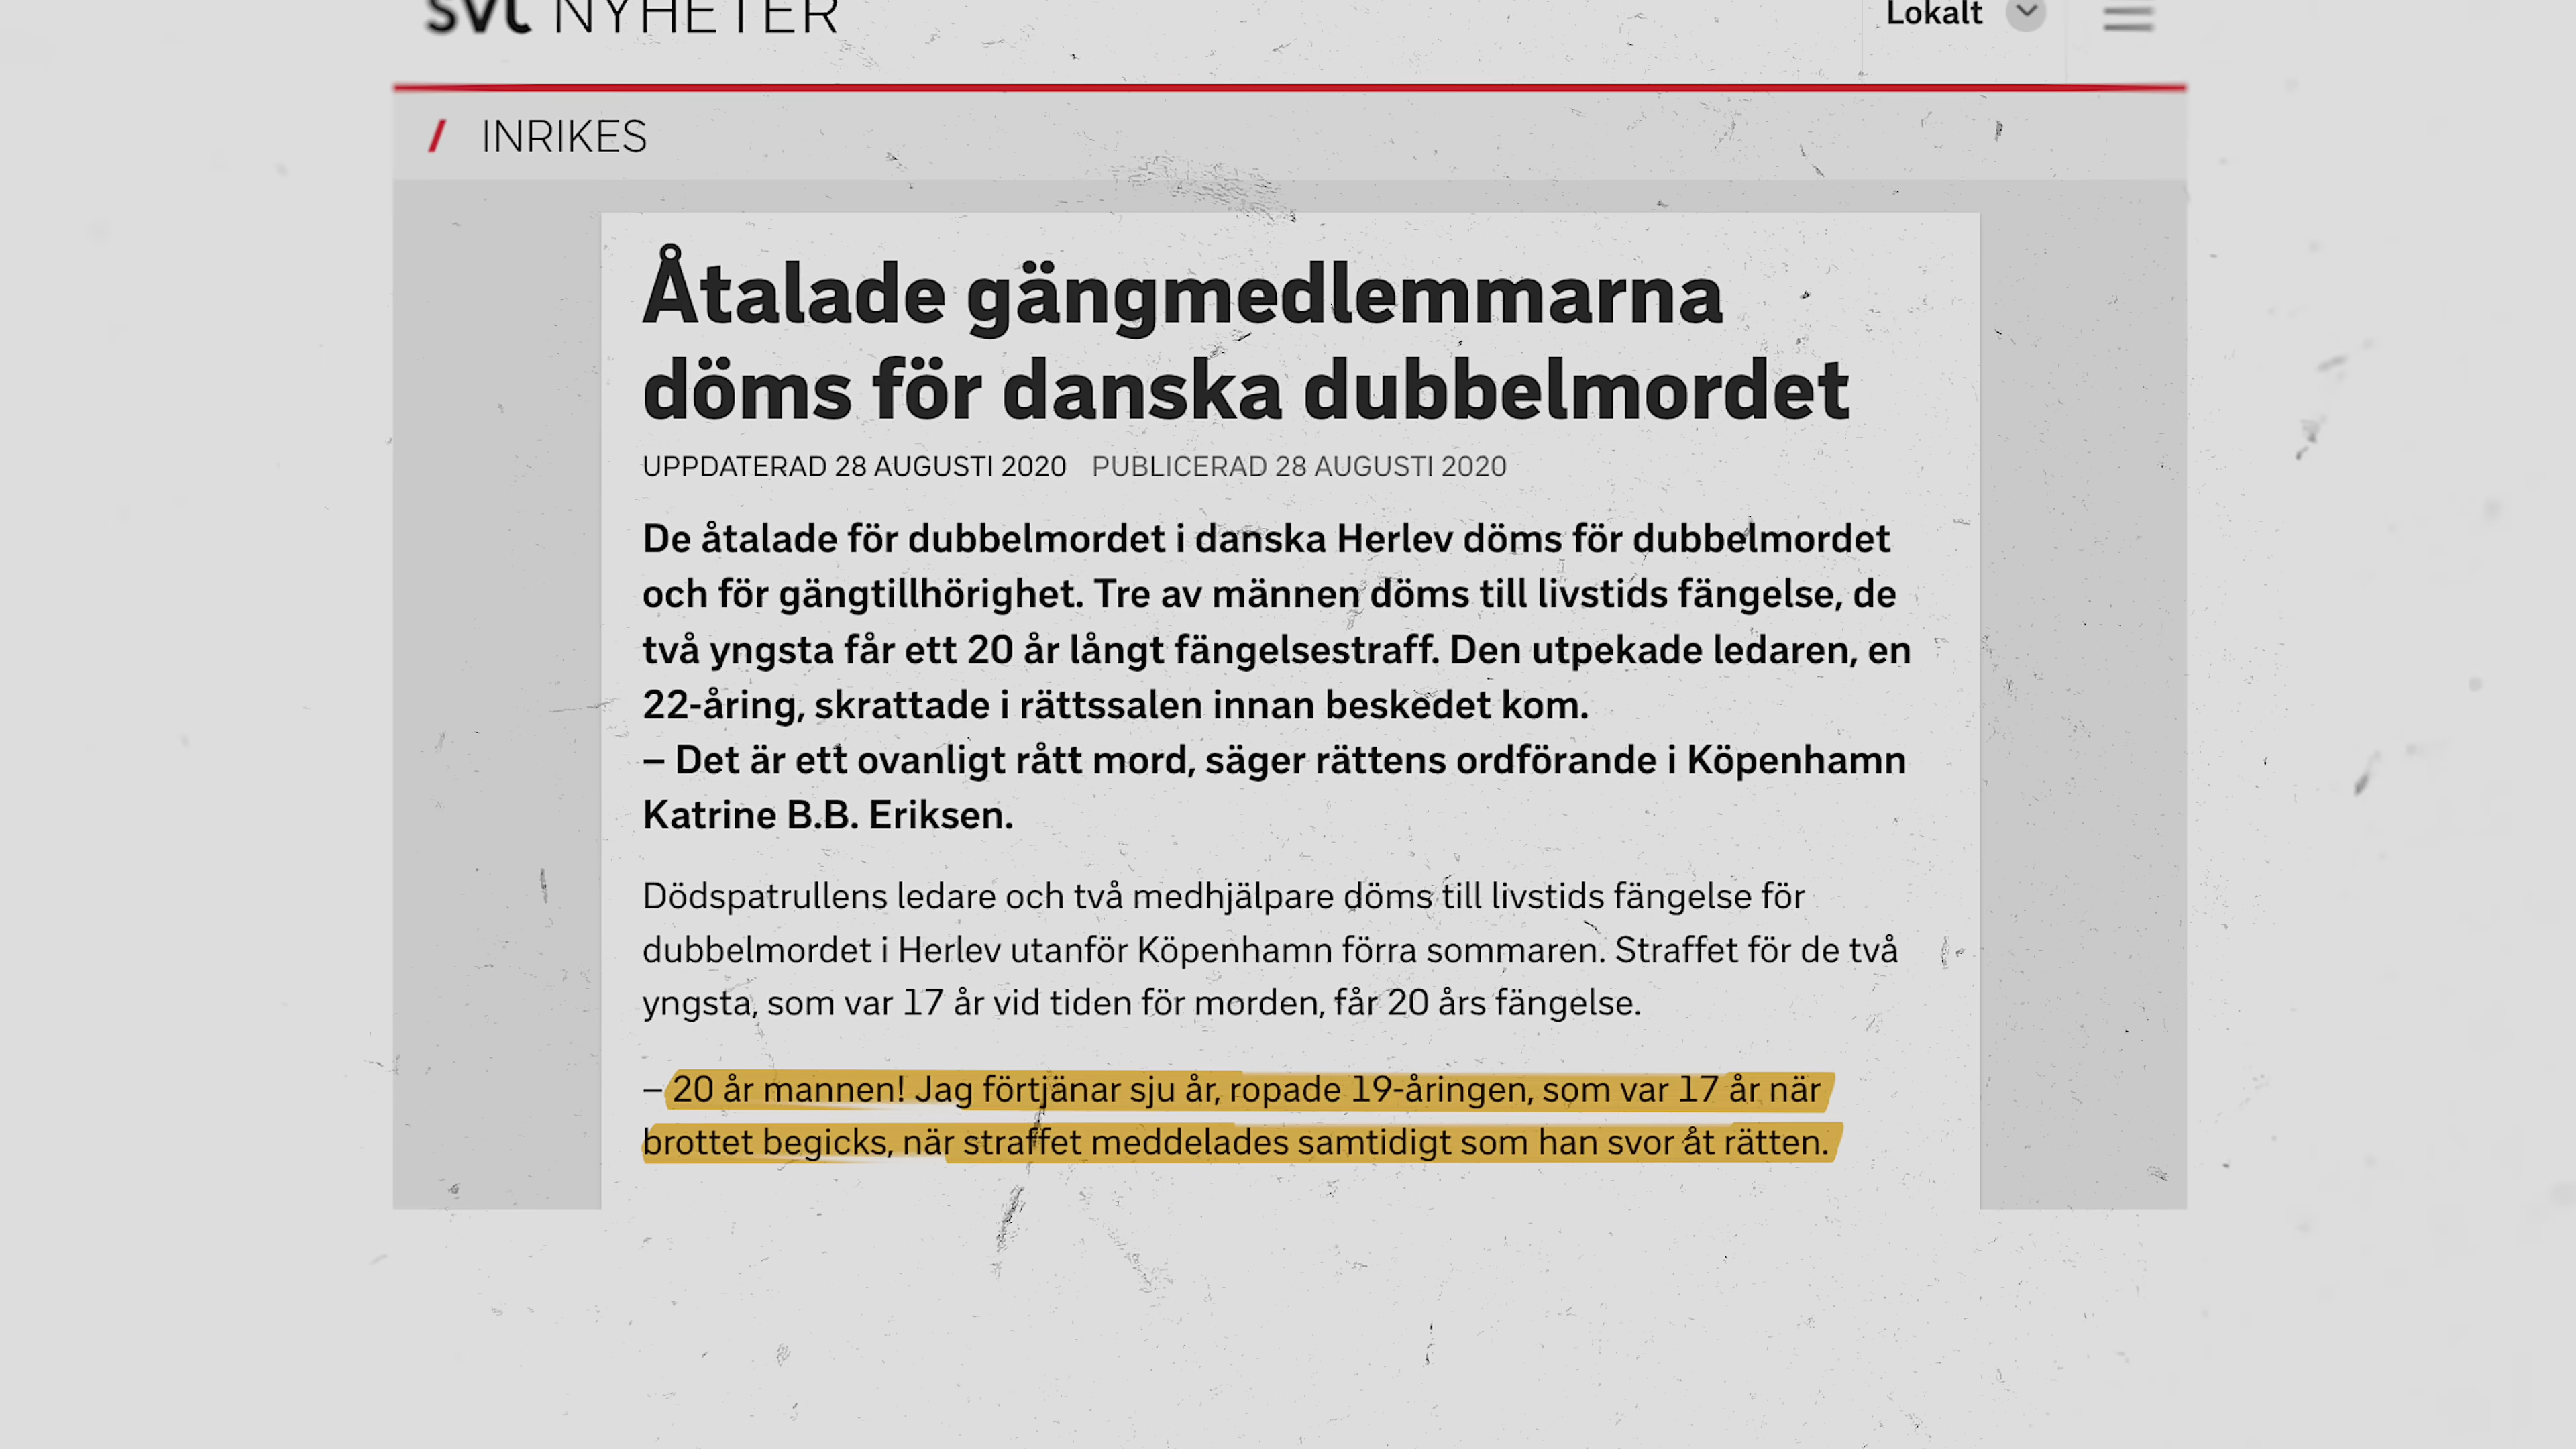 svt NYHETER
Lokalt
/ INRIKES
Åtalade gängmedlemmarna
döms för danska dubbelmordet
UPPDATERAD 28 AUGUSTI 2020 PUBLICERAD 28 AUGUSTI 2020
De åtalade för dubbelmordet i danska Herlev döms för dubbelmordet
och för gängtillhörighet. Tre av männen döms till livstids fängelse, de
två yngsta får ett 20 år långt fängelsestraff. Den utpekade ledaren, en
22-åring, skrattade i rättssalen innan beskedet kom.
– Det är ett ovanligt rått mord, säger rättens ordförande i Köpenhamn
Katrine B.B. Eriksen.
Dödspatrullens ledare och två medhjälpare döms till livstids fängelse för
dubbelmordet i Herlev utanför Köpenhamn förra sommaren. Straffet för de två
yngsta, som var 17 år vid tiden för morden, får 20 års fängelse.
– 20 år mannen! Jag förtjänar sju år, ropade 19-åringen, som var 17 år när
brottet begicks, när straffet meddelades samtidigt som han svor åt rätten.